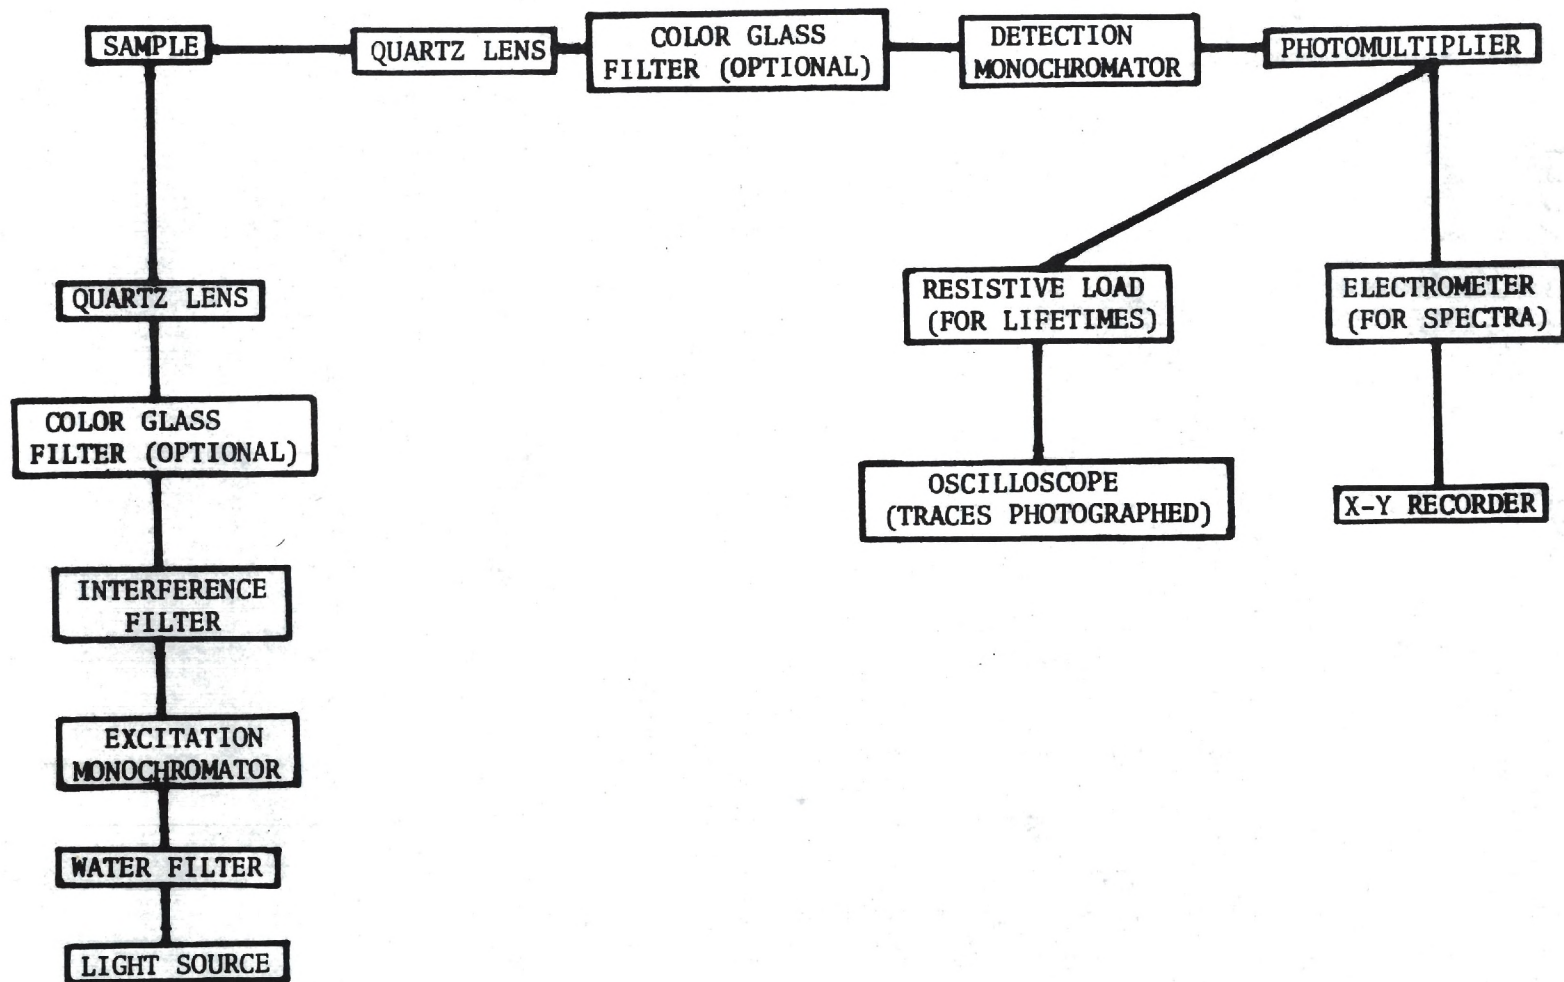 SAMPLE
QUARTZ LENS
COLOR GLASS
FILTER (OPTIONAL)
DETECTION
MONOCHROMATOR
PHOTOMULTIPLIER
QUARTZ LENS
RESISTIVE LOAD
(FOR LIFETIMES)
ELECTROMETER
(FOR SPECTRA)
COLOR GLASS
FILTER (OPTIONAL)
OSCILLOSCOPE
(TRACES PHOTOGRAPHED)
X-Y RECORDER
INTERFERENCE
FILTER
EXCITATION
MONOCHROMATOR
WATER FILTER
LIGHT SOURCE